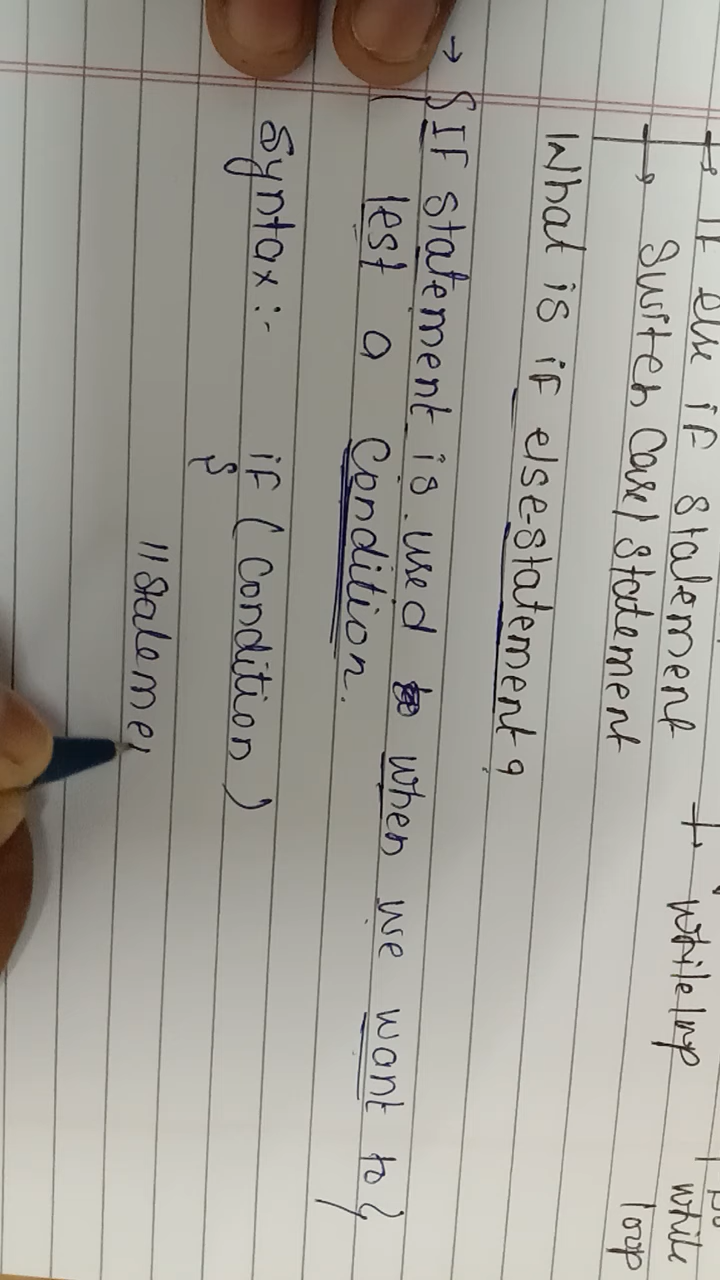 → IF else iF statement
→ Switch Case/ statement
→ while loop
while
loop
What is iF else-statement?
→ {IF statement is used when we want to}
test a Condition.
Syntax :- iF (Condition)
{
//Stateme